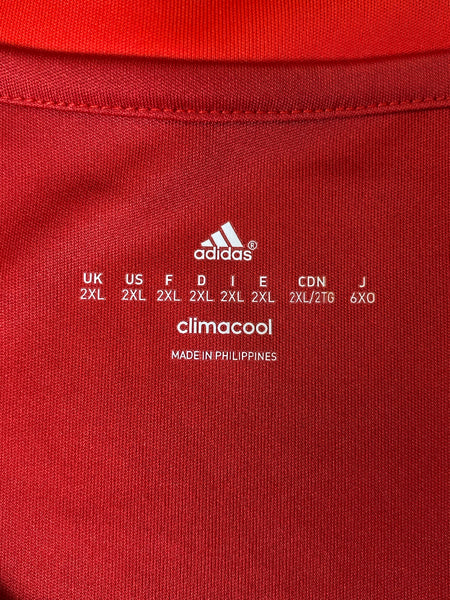 adidas®
UK US F D I E CDN J
2XL 2XL 2XL 2XL 2XL 2XL 2XL/2TG 6XO
climacool
MADE IN PHILIPPINES